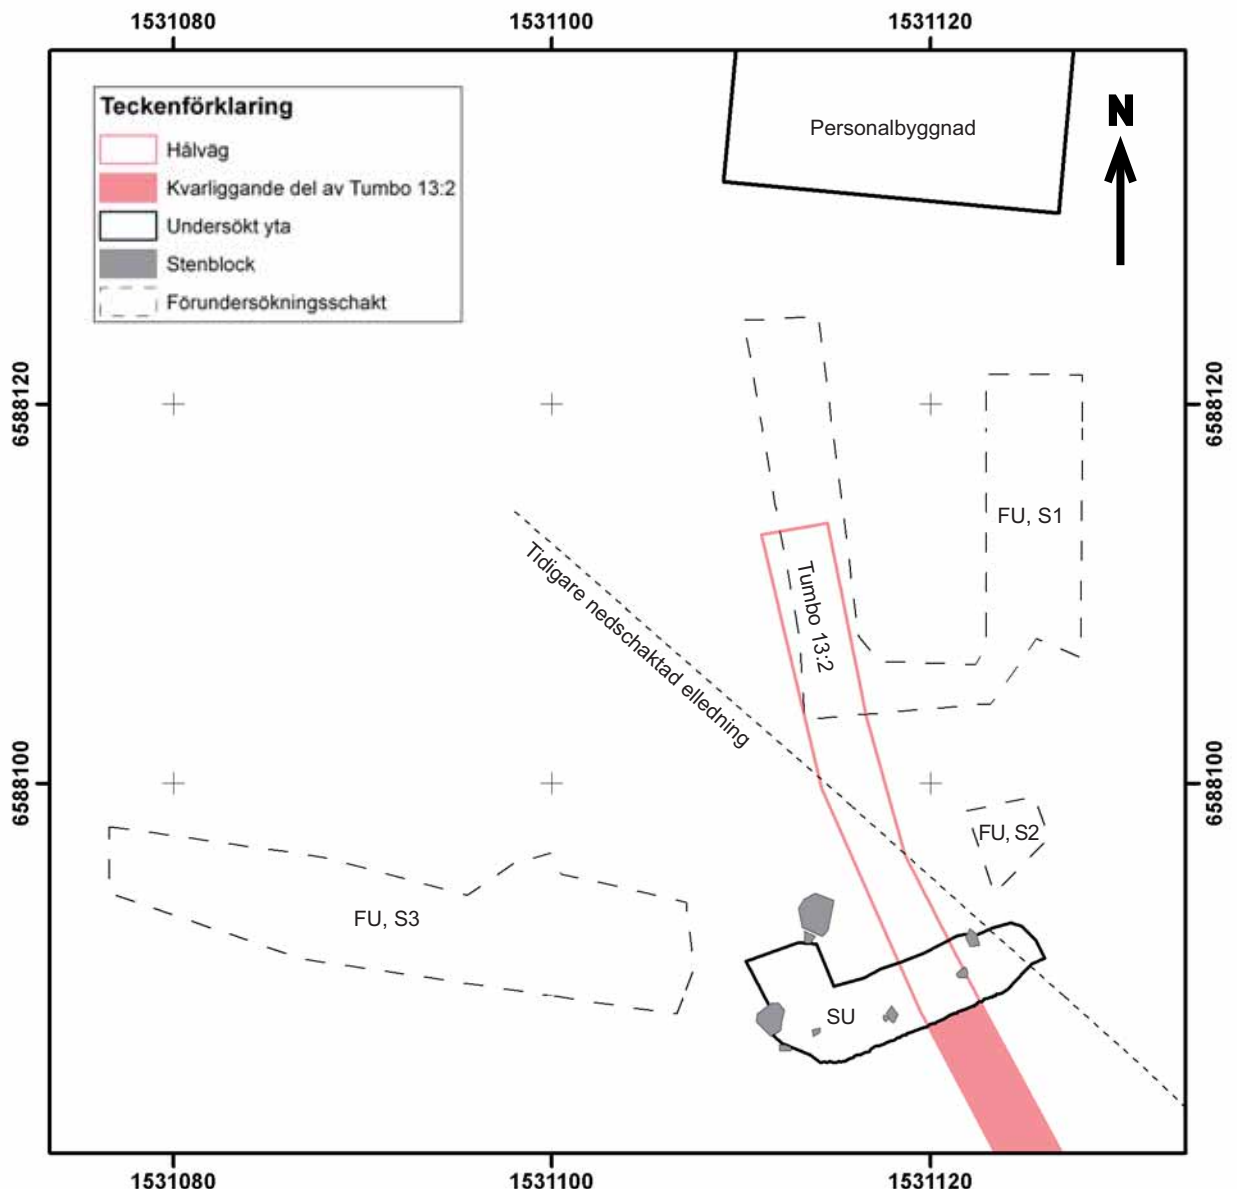 1531080
1531100
1531120
Teckenförklaring
Hålväg
Kvarliggande del av Tumbo 13:2
Undersökt yta
Stenblock
Förundersökningsschakt
Personalbyggnad
N
6588120
6588120
FU, S1
Tumbo 13:2
Tidigare nedschaktad elledning
6588100
6588100
FU, S2
FU, S3
SU
1531080
1531100
1531120